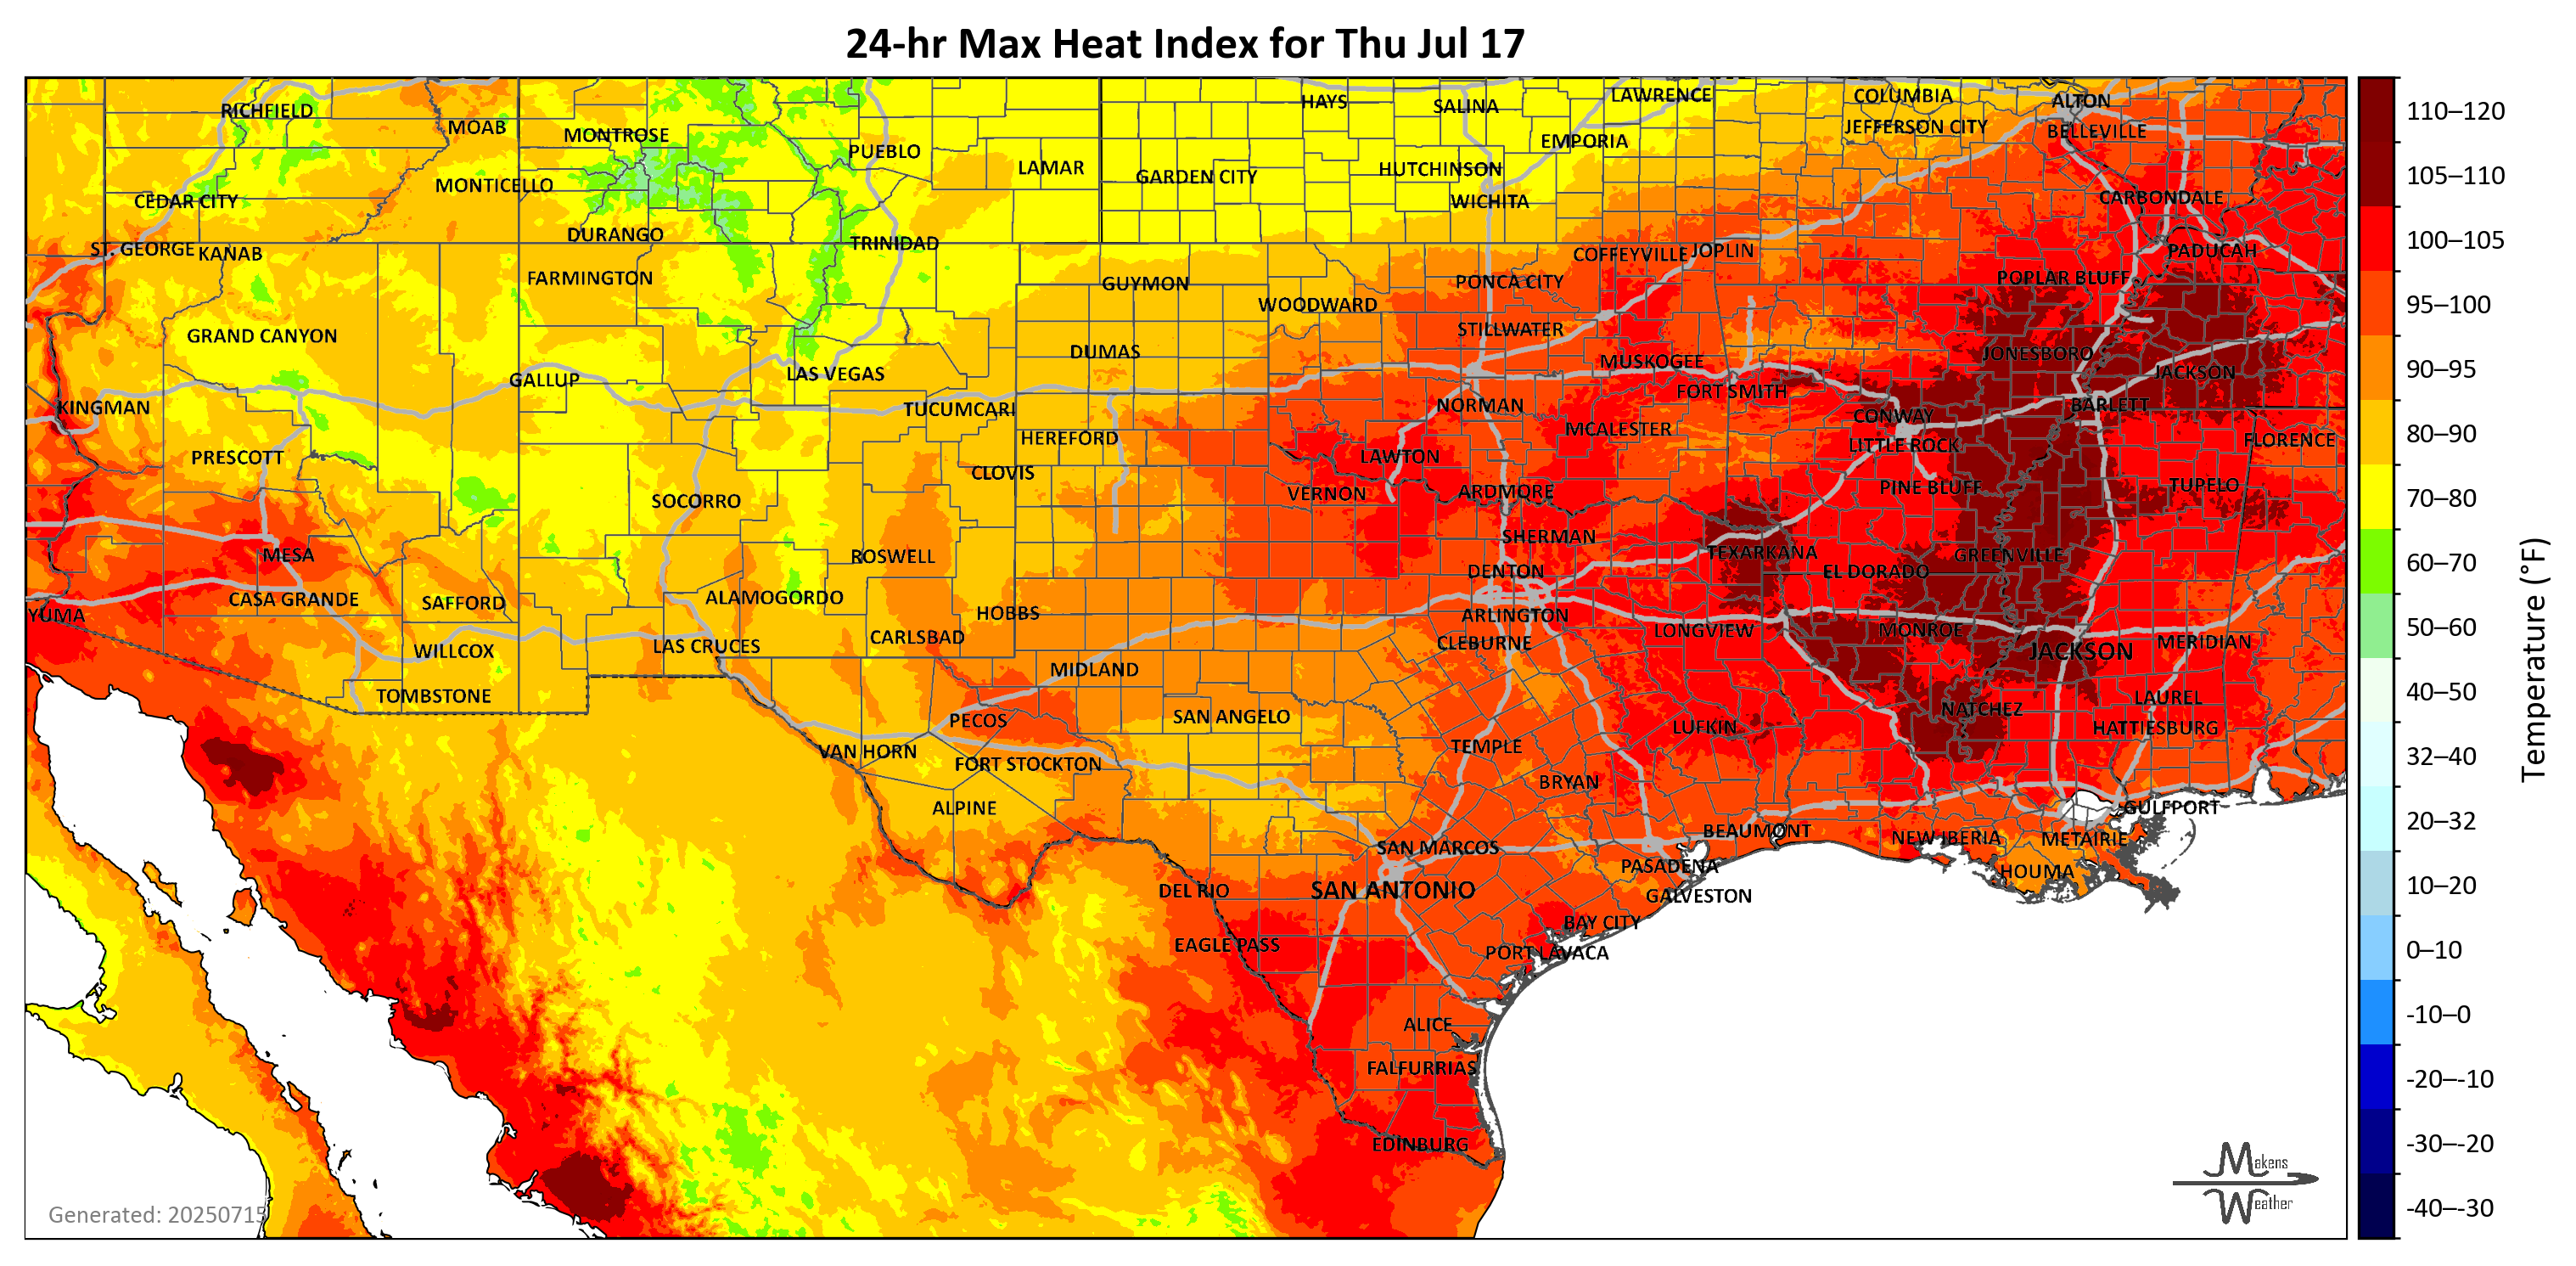 24-hr Max Heat Index for Thu Jul 17
RICHFIELD
MOAB
MONTROSE
PUEBLO
LAMAR
HAYS
SALINA
LAWRENCE
COLUMBIA
ALTON
JEFFERSON CITY
BELLEVILLE
EMPORIA
HUTCHINSON
GARDEN CITY
MONTICELLO
CEDAR CITY
WICHITA
CARBONDALE
DURANGO
TRINIDAD
ST. GEORGE
KANAB
COFFEYVILLE
JOPLIN
PADUCAH
FARMINGTON
GUYMON
PONCA CITY
POPLAR BLUFF
WOODWARD
GRAND CANYON
STILLWATER
DUMAS
JONESBORO
MUSKOGEE
GALLUP
LAS VEGAS
JACKSON
FORT SMITH
KINGMAN
TUCUMCARI
NORMAN
BARLETT
CONWAY
HEREFORD
MCALESTER
LITTLE ROCK
FLORENCE
PRESCOTT
CLOVIS
LAWTON
SOCORRO
VERNON
ARDMORE
PINE BLUFF
TUPELO
MESA
ROSWELL
SHERMAN
TEXARKANA
GREENVILLE
DENTON
EL DORADO
CASA GRANDE
SAFFORD
ALAMOGORDO
HOBBS
YUMA
ARLINGTON
CARLSBAD
CLEBURNE
LONGVIEW
MONROE
WILLCOX
LAS CRUCES
JACKSON
MERIDIAN
MIDLAND
TOMBSTONE
LAUREL
PECOS
SAN ANGELO
NATCHEZ
LUFKIN
HATTIESBURG
VAN HORN
TEMPLE
FORT STOCKTON
BRYAN
ALPINE
GULFPORT
BEAUMONT
NEW IBERIA
METAIRIE
SAN MARCOS
PASADENA
HOUMA
DEL RIO
SAN ANTONIO
GALVESTON
BAY CITY
EAGLE PASS
PORT LAVACA
ALICE
FALFURRIAS
EDINBURG
Generated: 20250715
Makens
Weather
110–120
105–110
100–105
95–100
90–95
80–90
70–80
60–70
50–60
40–50
32–40
20–32
10–20
0–10
-10–0
-20–-10
-30–-20
-40–-30
Temperature (°F)